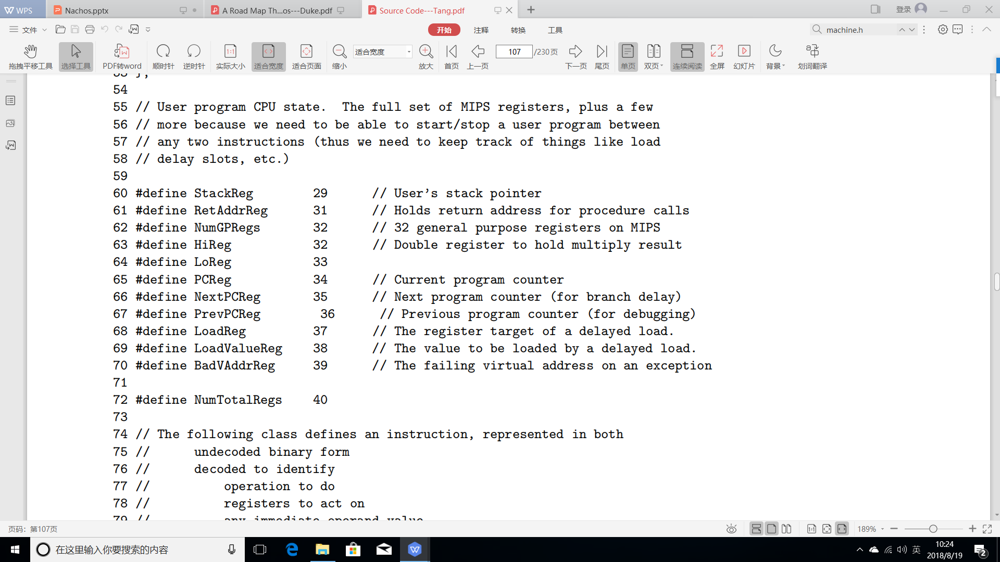 WPS
Nachos.pptx
A Road Map Th...os---Duke.pdf
Source Code---Tang.pdf
登录
文件
开始
注释
转换
工具
machine.h
拖拽平移工具
选择工具
PDF转word
顺时针
逆时针
实际大小
适合宽度
适合页面
缩小
适合宽度
放大
首页
上一页
107
/230页
下一页
尾页
单页
双页
连续阅读
全屏
幻灯片
背景
划词翻译
53 };
54
55 // User program CPU state.  The full set of MIPS registers, plus a few
56 // more because we need to be able to start/stop a user program between
57 // any two instructions (thus we need to keep track of things like load
58 // delay slots, etc.)
59
60 #define StackReg        29      // User’s stack pointer
61 #define RetAddrReg      31      // Holds return address for procedure calls
62 #define NumGPRegs       32      // 32 general purpose registers on MIPS
63 #define HiReg           32      // Double register to hold multiply result
64 #define LoReg           33
65 #define PCReg           34      // Current program counter
66 #define NextPCReg       35      // Next program counter (for branch delay)
67 #define PrevPCReg        36      // Previous program counter (for debugging)
68 #define LoadReg         37      // The register target of a delayed load.
69 #define LoadValueReg    38      // The value to be loaded by a delayed load.
70 #define BadVAddrReg     39      // The failing virtual address on an exception
71
72 #define NumTotalRegs    40
73
74 // The following class defines an instruction, represented in both
75 //      undecoded binary form
76 //      decoded to identify
77 //          operation to do
78 //          registers to act on
79 //          any immediate operand value
页码: 第107页
189%
在这里输入你要搜索的内容
英
10:24
2018/8/19
2